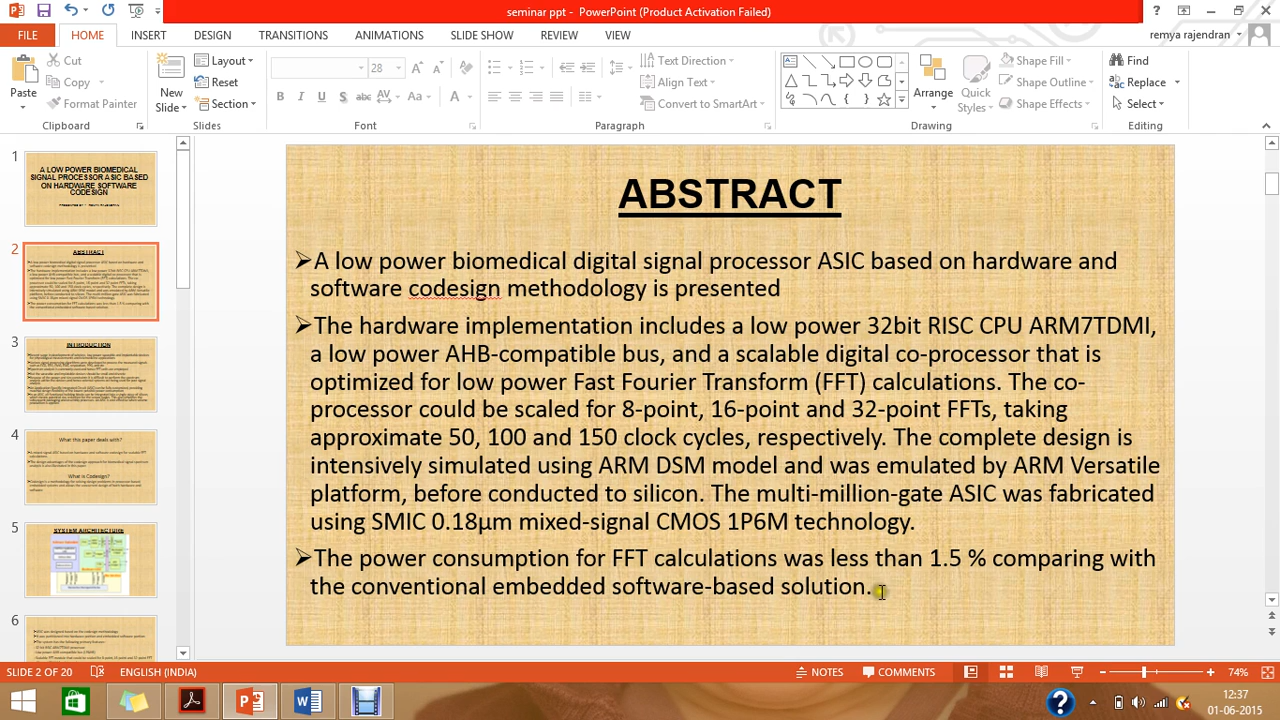 seminar ppt - PowerPoint (Product Activation Failed)
FILE HOME INSERT DESIGN TRANSITIONS ANIMATIONS SLIDE SHOW REVIEW VIEW
remya rajendran
Paste
Cut
Copy
Format Painter
Clipboard
New Slide
Layout
Reset
Section
Slides
28
B I U S abc AV Aa A
Font
Text Direction
Align Text
Convert to SmartArt
Paragraph
Arrange
Quick Styles
Shape Fill
Shape Outline
Shape Effects
Drawing
Find
Replace
Select
Editing
1
A LOW POWER BIOMEDICAL
SIGNAL PROCESSOR ASIC BASED
ON HARDWARE SOFTWARE
CODESIGN
2
ABSTRACT
3
INTRODUCTION
4
What this paper deals with?
What is Codesign?
5
SYSTEM ARCHITECTURE
6
ABSTRACT
➢A low power biomedical digital signal processor ASIC based on hardware and
software codesign methodology is presented
➢The hardware implementation includes a low power 32bit RISC CPU ARM7TDMI,
a low power AHB-compatible bus, and a scalable digital co-processor that is
optimized for low power Fast Fourier Transform (FFT) calculations. The co-
processor could be scaled for 8-point, 16-point and 32-point FFTs, taking
approximate 50, 100 and 150 clock cycles, respectively. The complete design is
intensively simulated using ARM DSM model and was emulated by ARM Versatile
platform, before conducted to silicon. The multi-million-gate ASIC was fabricated
using SMIC 0.18μm mixed-signal CMOS 1P6M technology.
➢The power consumption for FFT calculations was less than 1.5 % comparing with
the conventional embedded software-based solution.
SLIDE 2 OF 20 ENGLISH (INDIA) NOTES COMMENTS 74%
12:37
01-06-2015